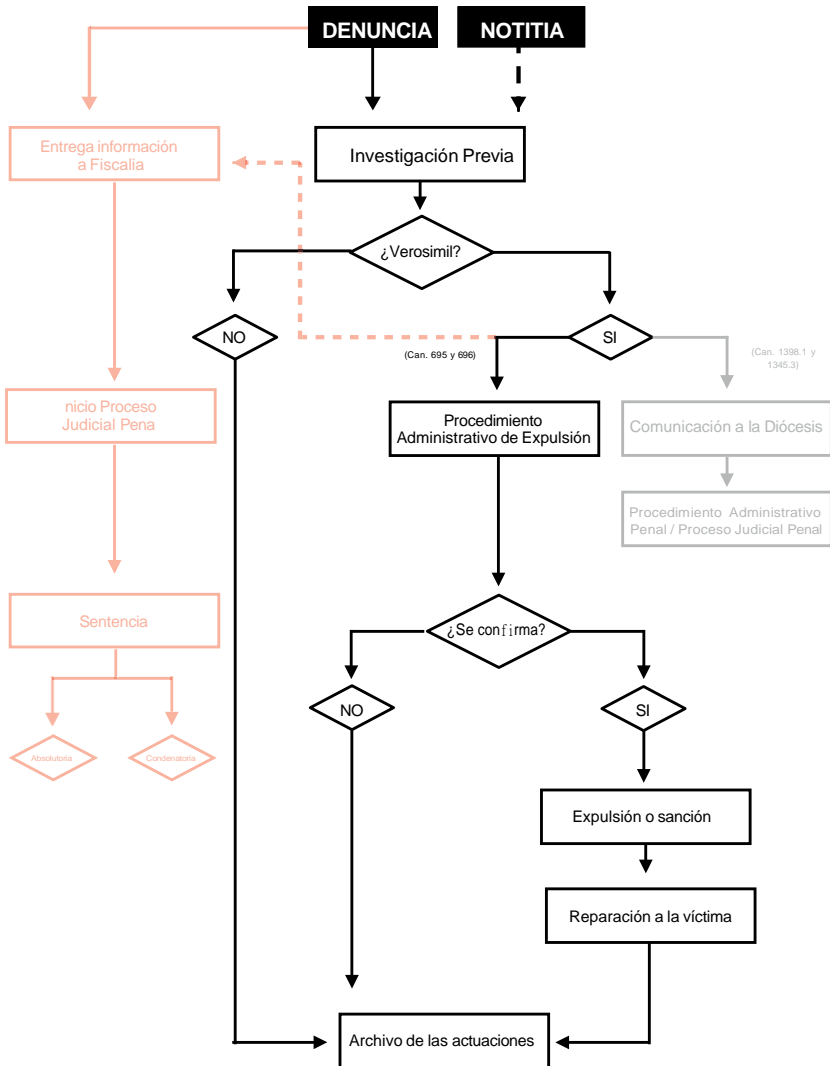 DENUNCIA
NOTITIA
Entrega información
a Fiscalia
Investigación Previa
¿Verosimil?
NO
SI
(Can. 695 y 696)
(Can. 1398.1 y
1345.3)
nicio Proceso
Judicial Pena
Procedimiento
Administrativo de Expulsión
Comunicación a la Diócesis
Procedimiento Administrativo
Penal / Proceso Judicial Penal
Sentencia
¿Se confirma?
NO
SI
Absolutoria
Condenatoria
Expulsión o sanción
Reparación a la víctima
Archivo de las actuaciones